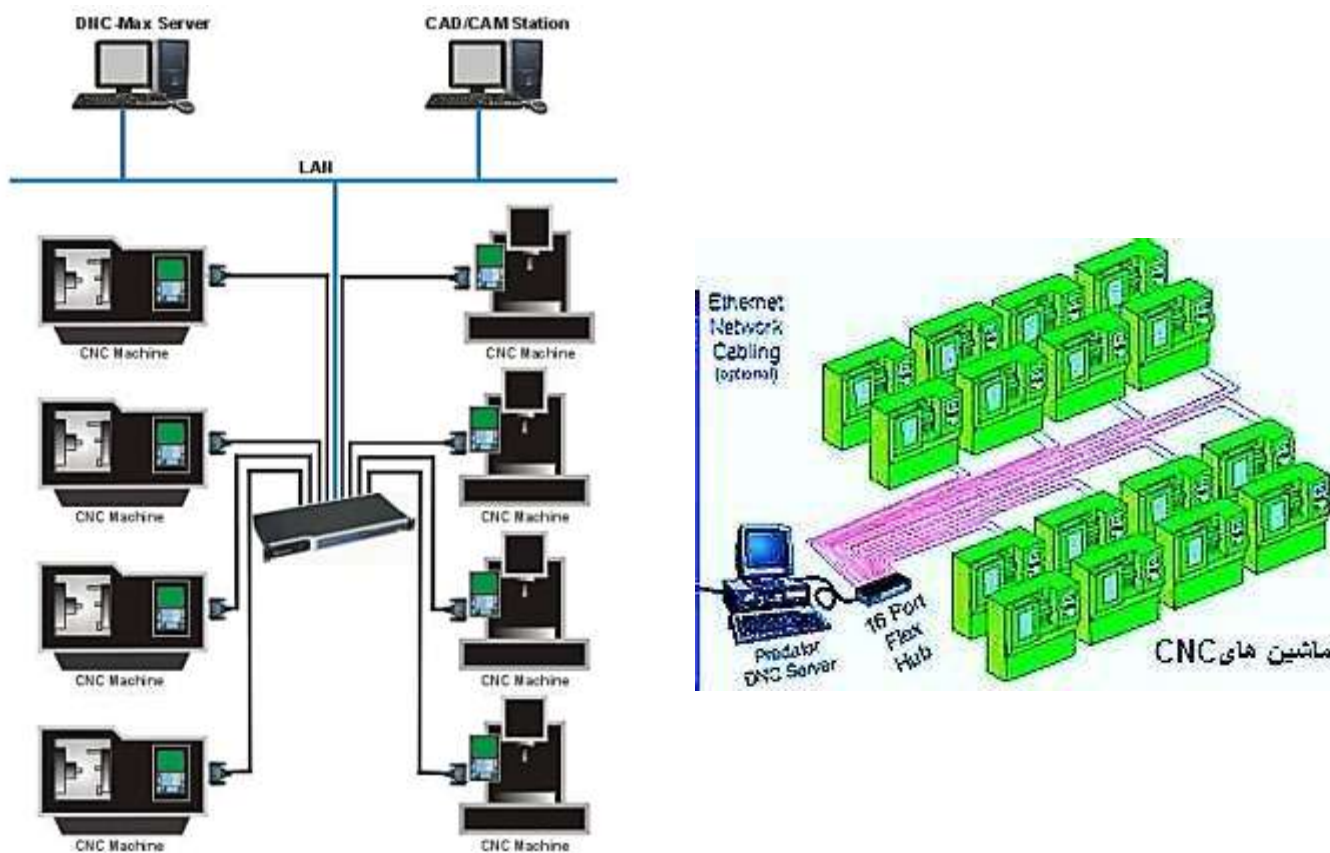 DNC-Max Server
CAD/CAM Station
LAN
CNC Machine
CNC Machine
CNC Machine
CNC Machine
CNC Machine
CNC Machine
CNC Machine
CNC Machine
Ethernet
Network
Cabling
(optional)
Predator
DNC Server
16 Port
Flex
Hub
ماشین های CNC